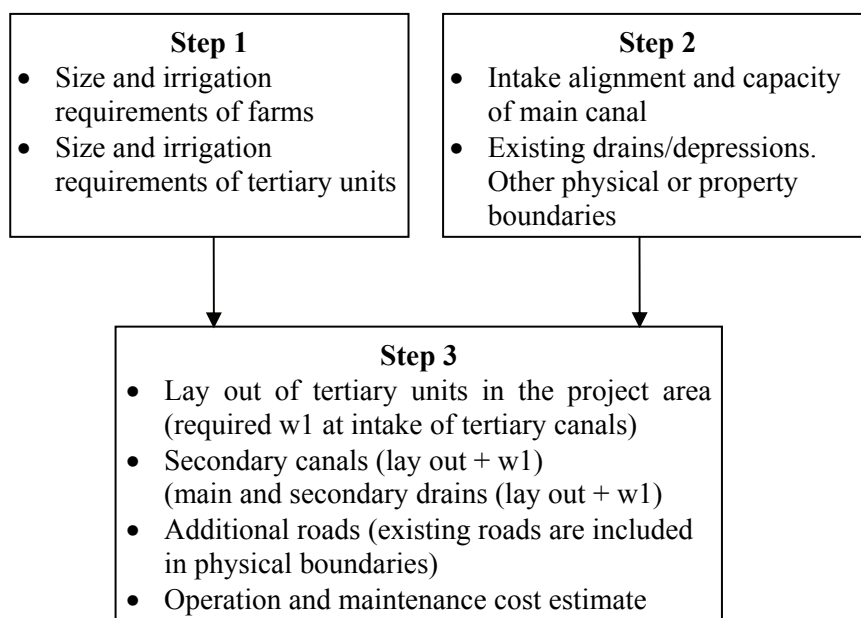 Step 1
• Size and irrigation
requirements of farms
• Size and irrigation
requirements of tertiary units
Step 2
• Intake alignment and capacity
of main canal
• Existing drains/depressions.
Other physical or property
boundaries
Step 3
• Lay out of tertiary units in the project area
(required w1 at intake of tertiary canals)
• Secondary canals (lay out + w1)
(main and secondary drains (lay out + w1)
• Additional roads (existing roads are included
in physical boundaries)
• Operation and maintenance cost estimate